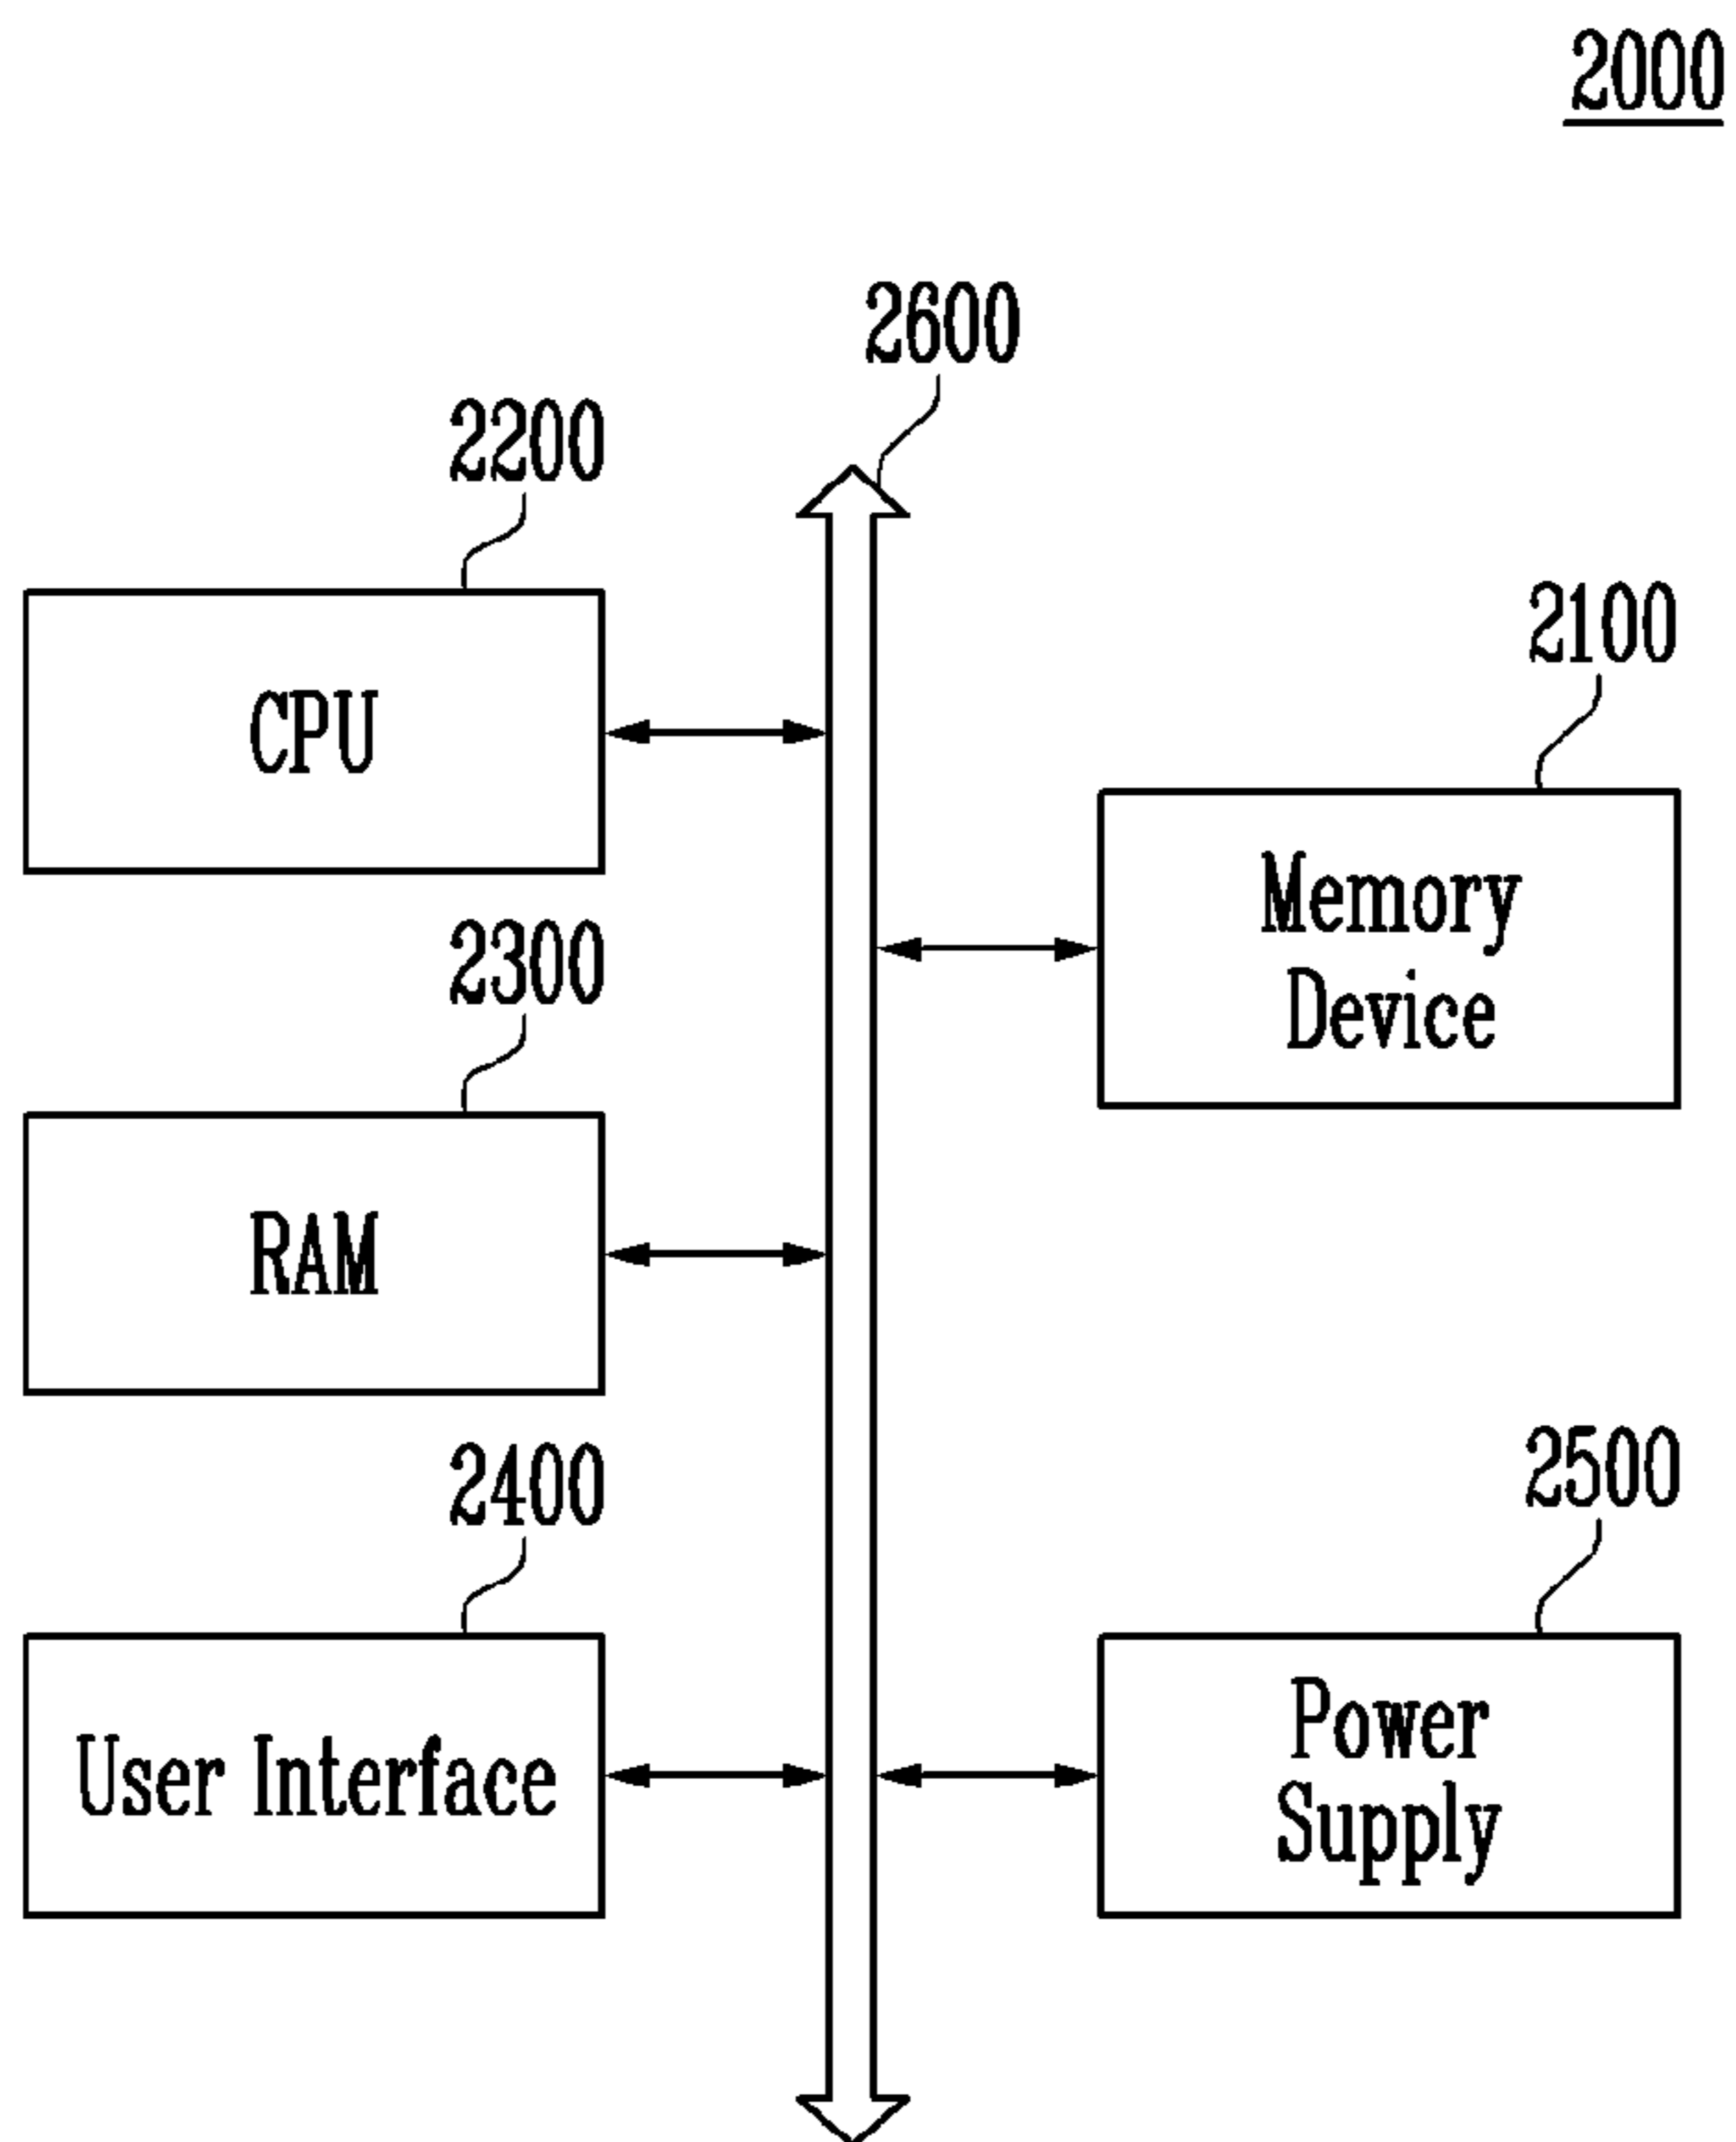 2000
2600
2200
CPU
2100
Memory
Device
2300
RAM
2400
User Interface
2500
Power
Supply